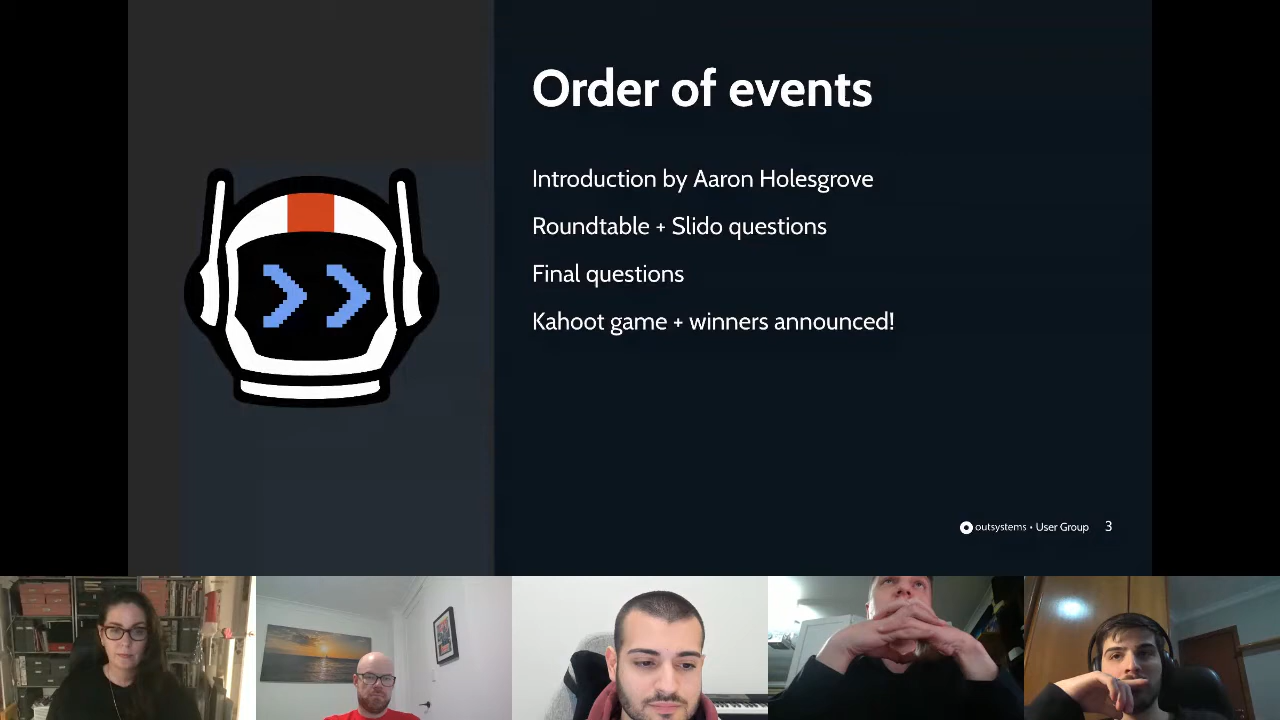 Order of events
Introduction by Aaron Holesgrove
Roundtable + Slido questions
Final questions
Kahoot game + winners announced!
outsystems • User Group 3